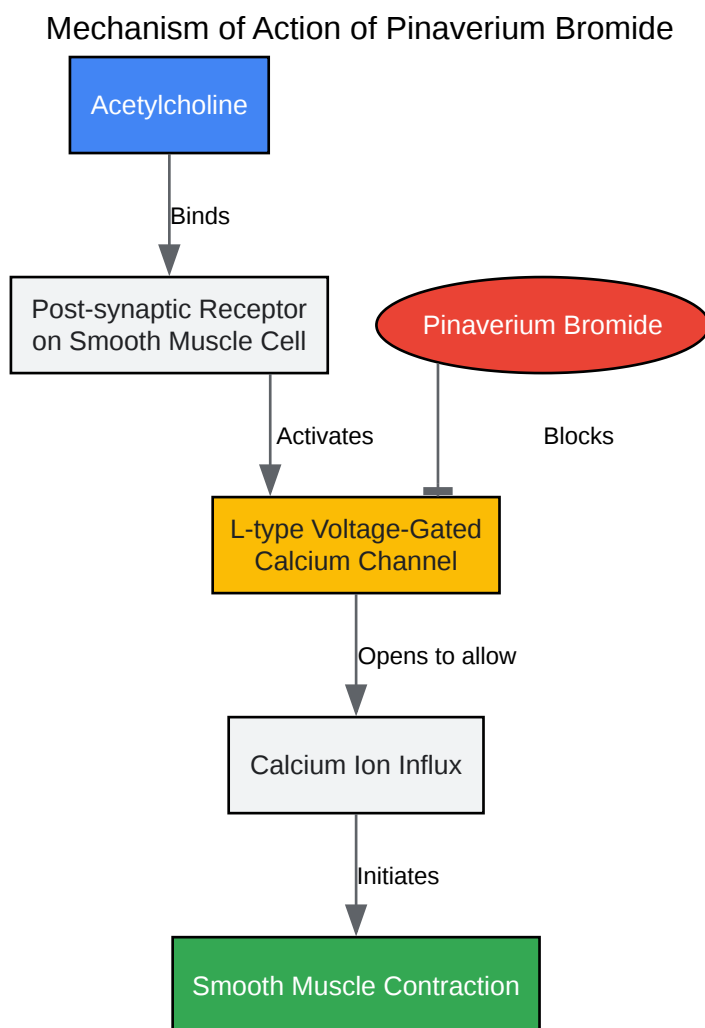 Mechanism of Action of Pinaverium Bromide
Acetylcholine
Binds
Post-synaptic Receptor
on Smooth Muscle Cell
Pinaverium Bromide
Activates
Blocks
L-type Voltage-Gated
Calcium Channel
Opens to allow
Calcium Ion Influx
Initiates
Smooth Muscle Contraction